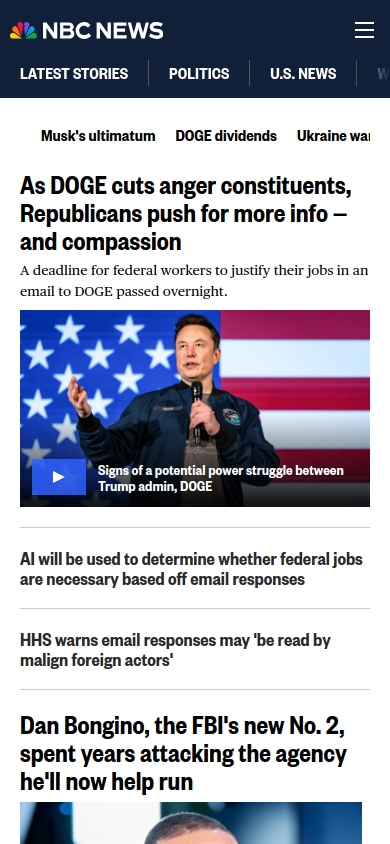 NBC NEWS
LATEST STORIES
POLITICS
U.S. NEWS
Musk's ultimatum
DOGE dividends
Ukraine war
As DOGE cuts anger constituents,
Republicans push for more info —
and compassion
A deadline for federal workers to justify their jobs in an
email to DOGE passed overnight.
Signs of a potential power struggle between
Trump admin, DOGE
AI will be used to determine whether federal jobs
are necessary based off email responses
HHS warns email responses may 'be read by
malign foreign actors'
Dan Bongino, the FBI's new No. 2,
spent years attacking the agency
he'll now help run